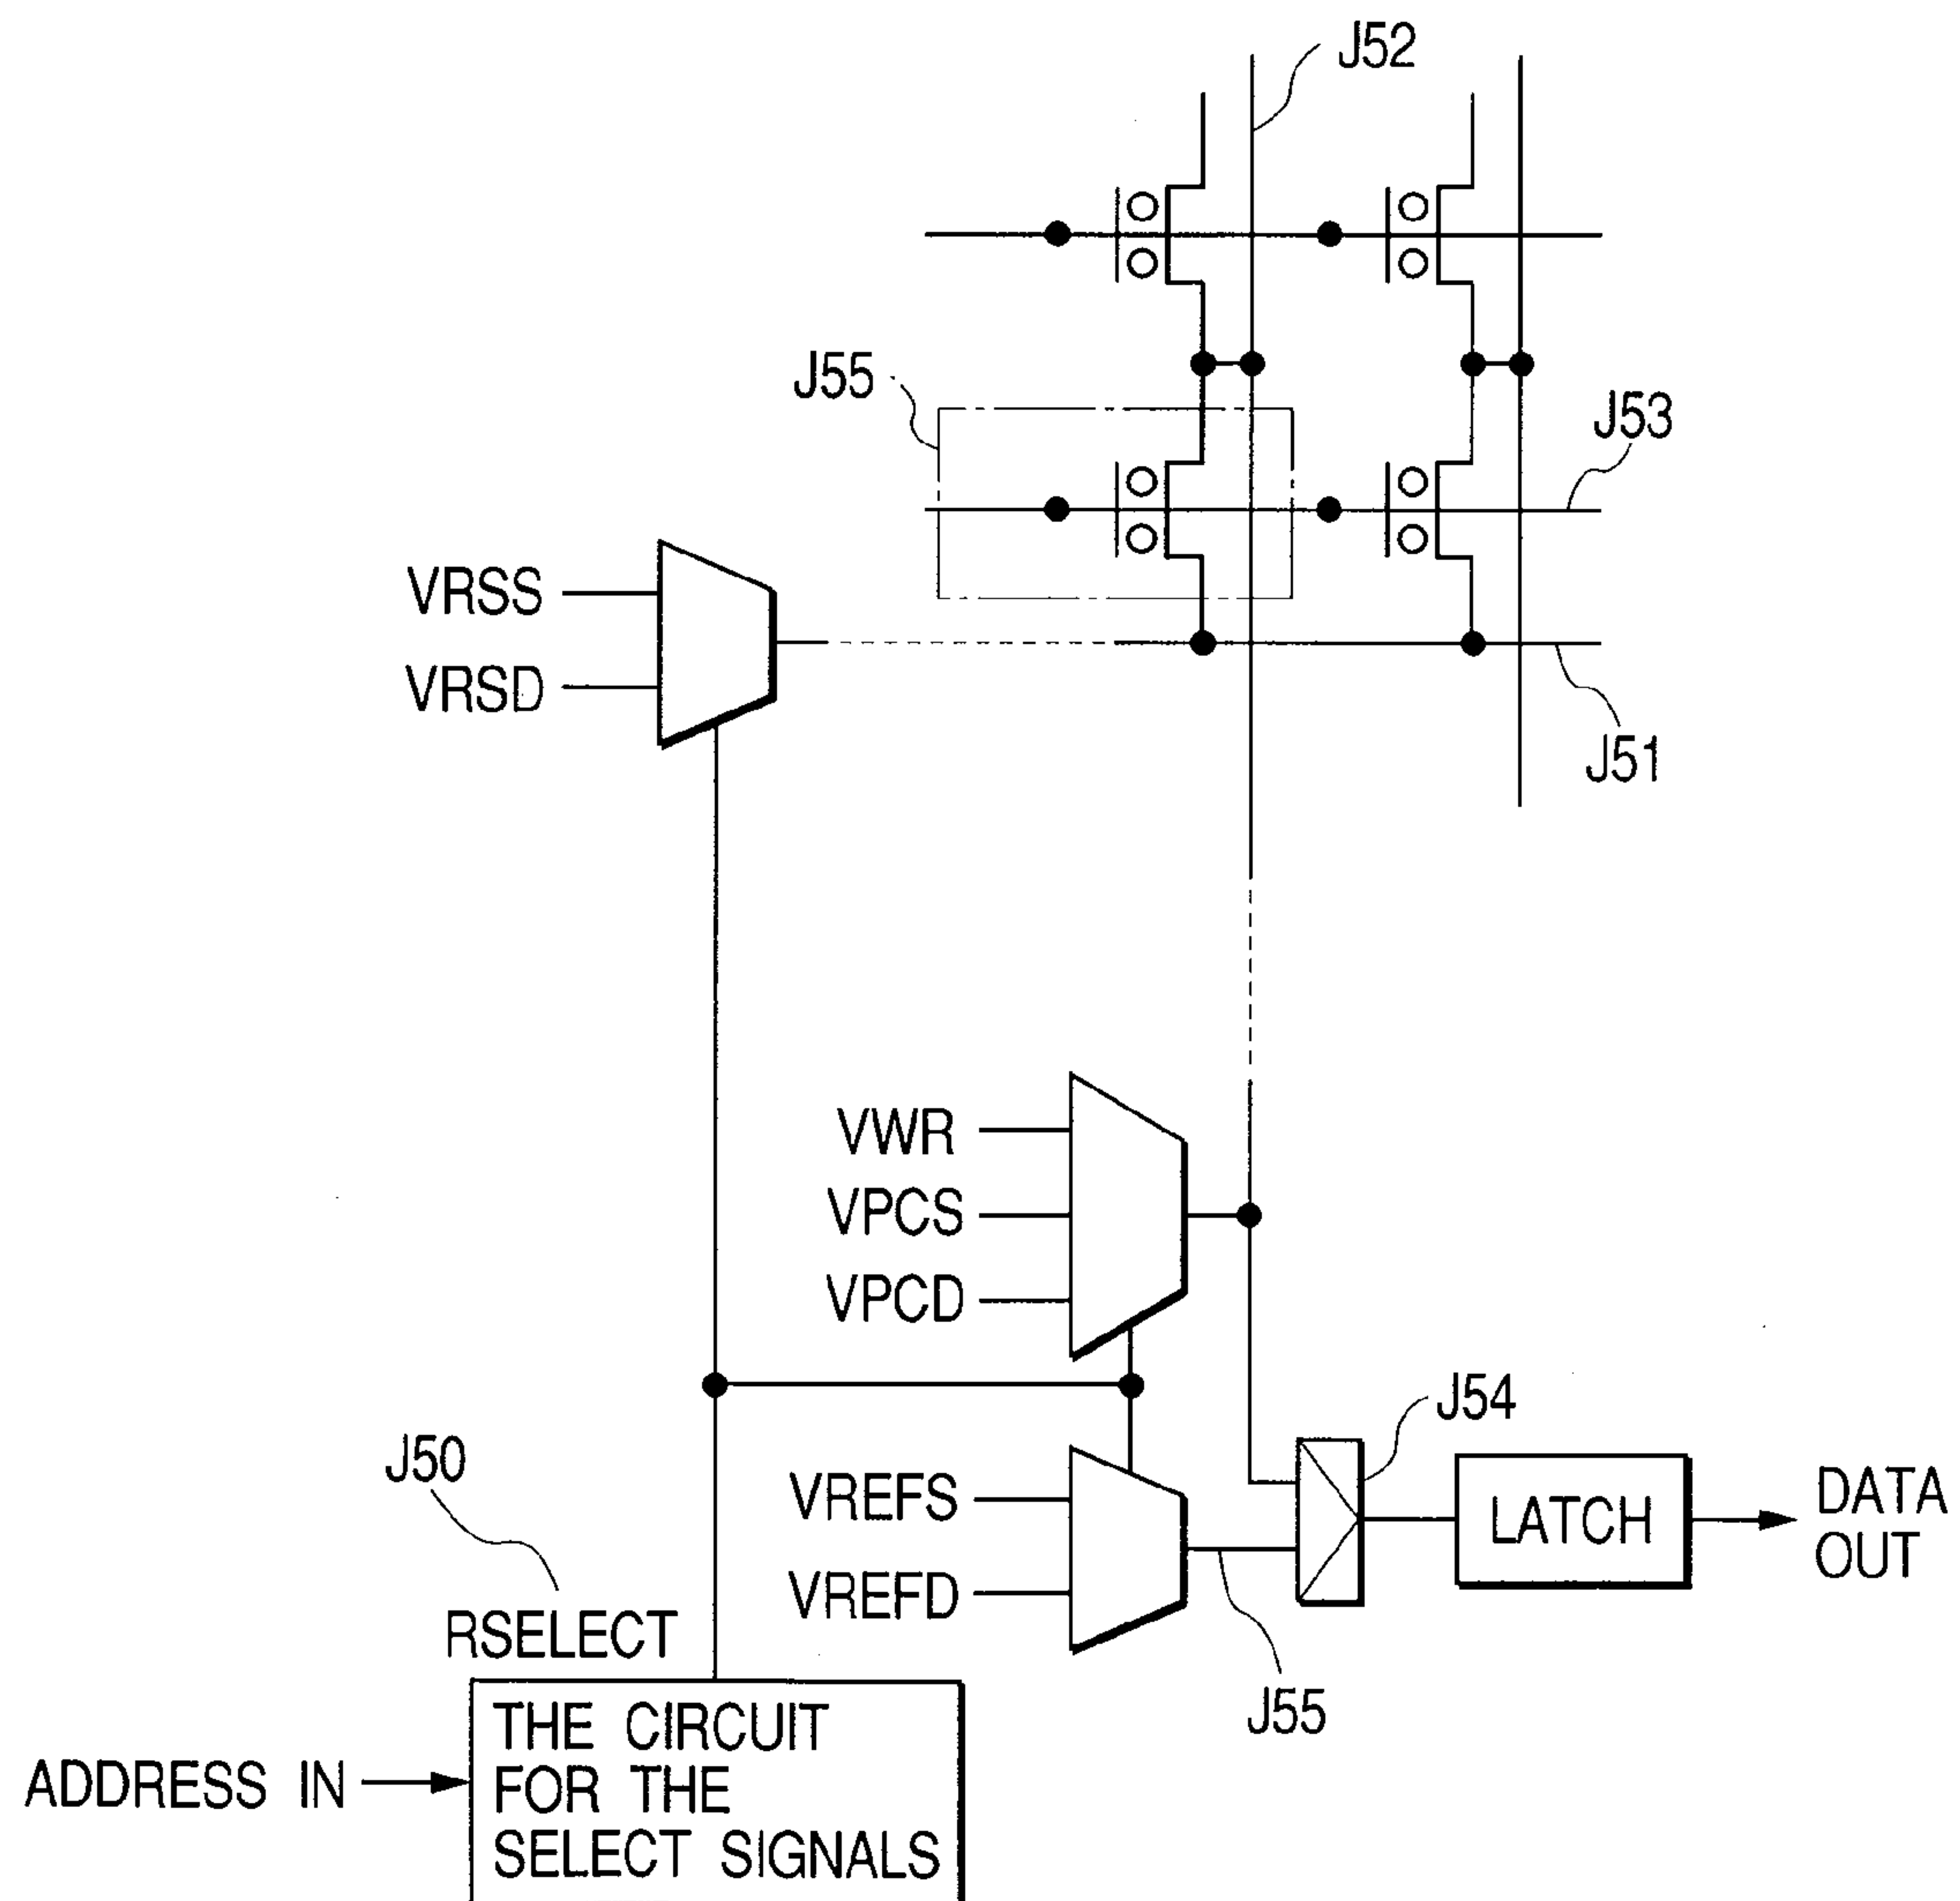 J52
J55
J53
VRSS
VRSD
J51
VWR
VPCS
VPCD
J54
J50
VREFS
LATCH
DATA
OUT
VREFD
RSELECT
J55
ADDRESS IN
THE CIRCUIT
FOR THE
SELECT SIGNALS